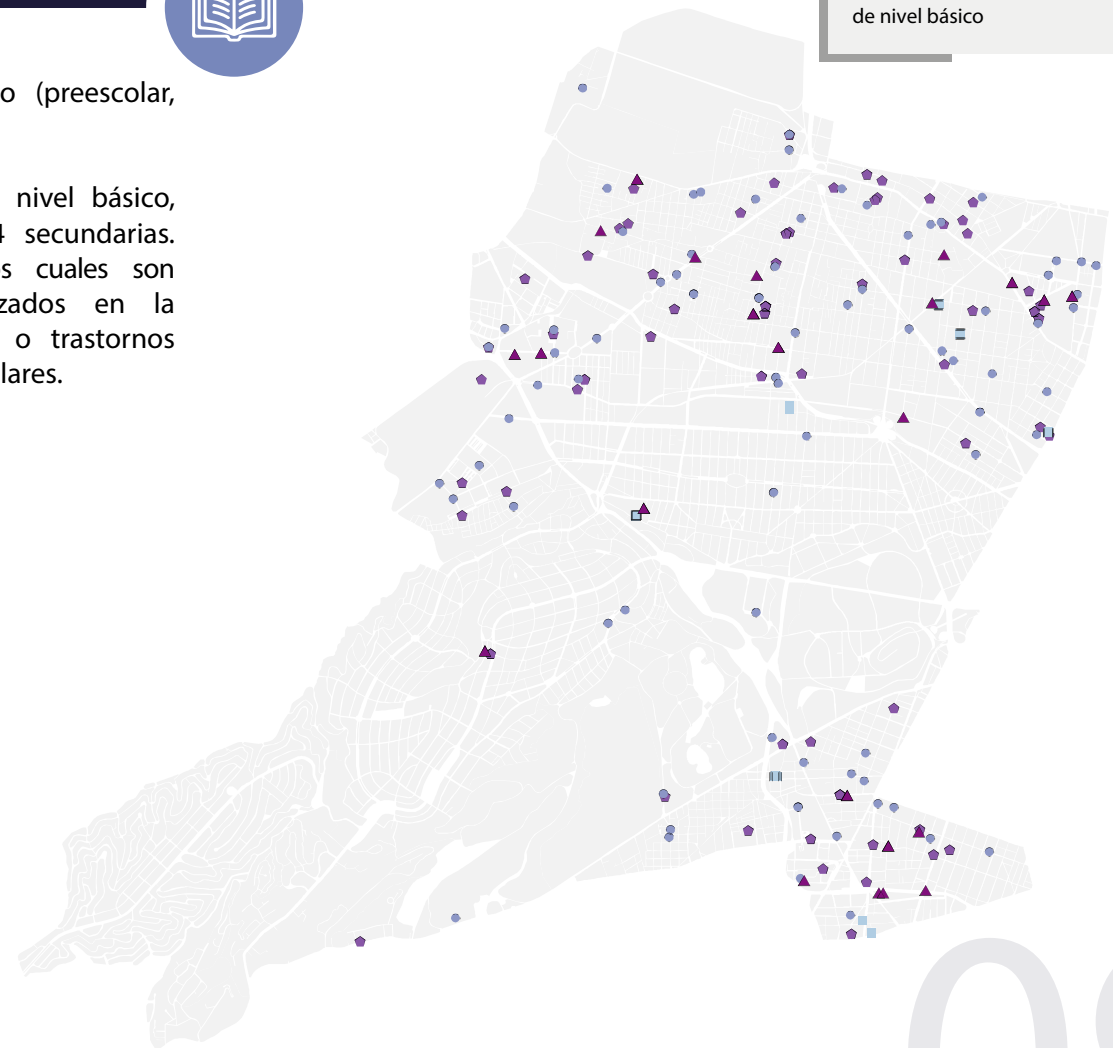 de nivel básico
o (preescolar,
nivel básico,
4 secundarias.
s cuales son
zados en la
o trastornos
lares.